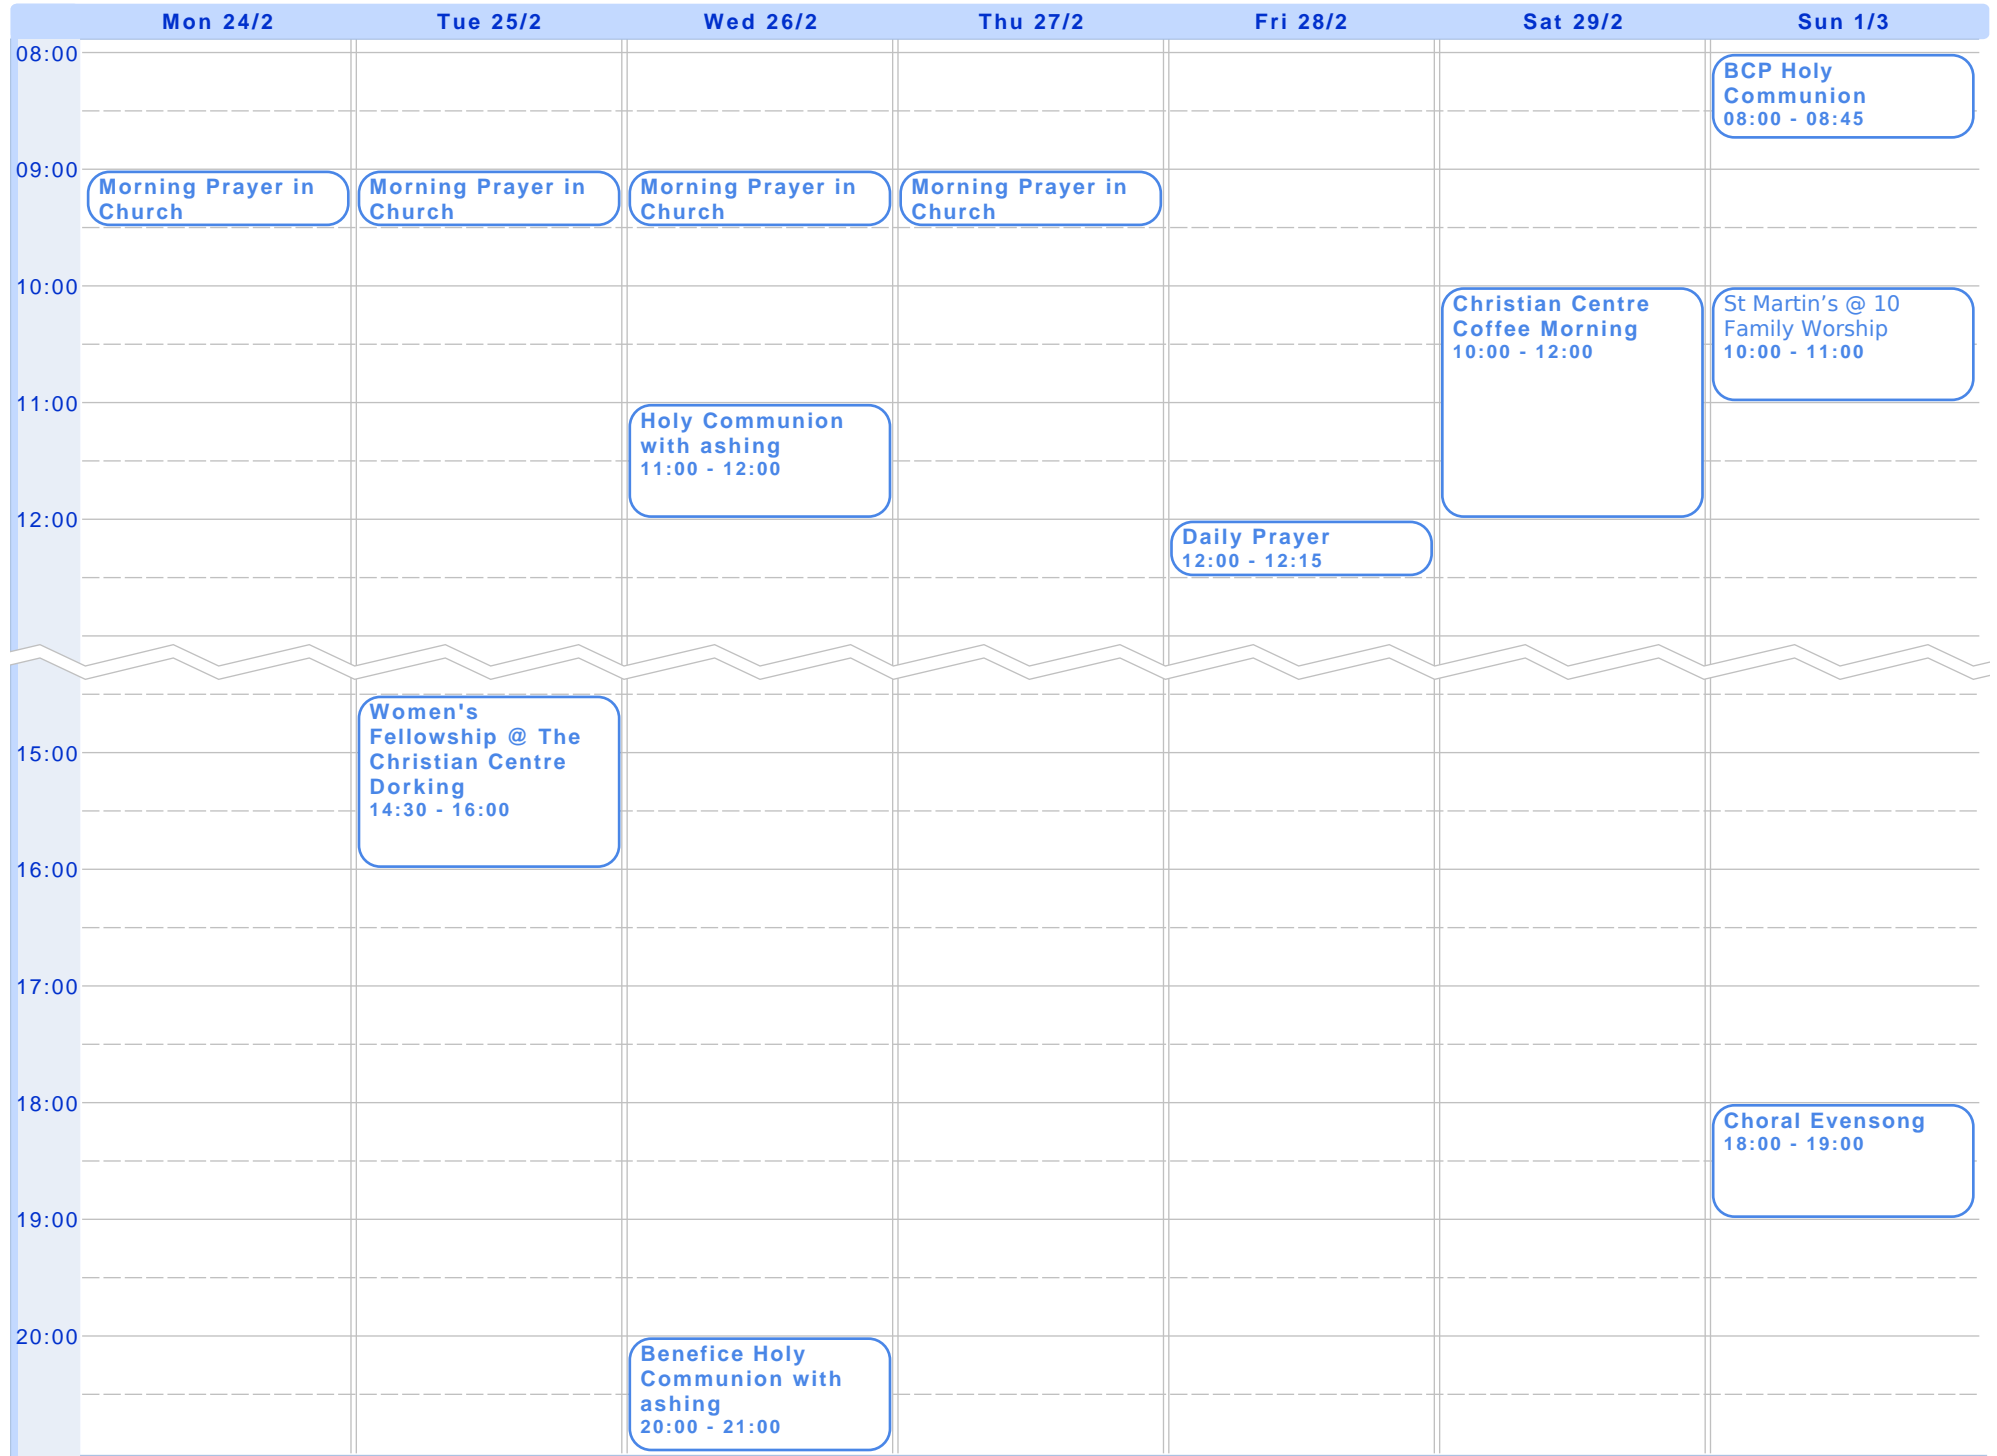 Mon 24/2
Tue 25/2
Wed 26/2
Thu 27/2
Fri 28/2
Sat 29/2
Sun 1/3
08:00
BCP Holy
Communion
08:00 - 08:45
09:00
Morning Prayer in
Church
Morning Prayer in
Church
Morning Prayer in
Church
Morning Prayer in
Church
10:00
Christian Centre
Coffee Morning
10:00 - 12:00
St Martin’s @ 10
Family Worship
10:00 - 11:00
11:00
Holy Communion
with ashing
11:00 - 12:00
12:00
Daily Prayer
12:00 - 12:15
Women's
Fellowship @ The
Christian Centre
Dorking
14:30 - 16:00
15:00
16:00
17:00
18:00
Choral Evensong
18:00 - 19:00
19:00
20:00
Benefice Holy
Communion with
ashing
20:00 - 21:00